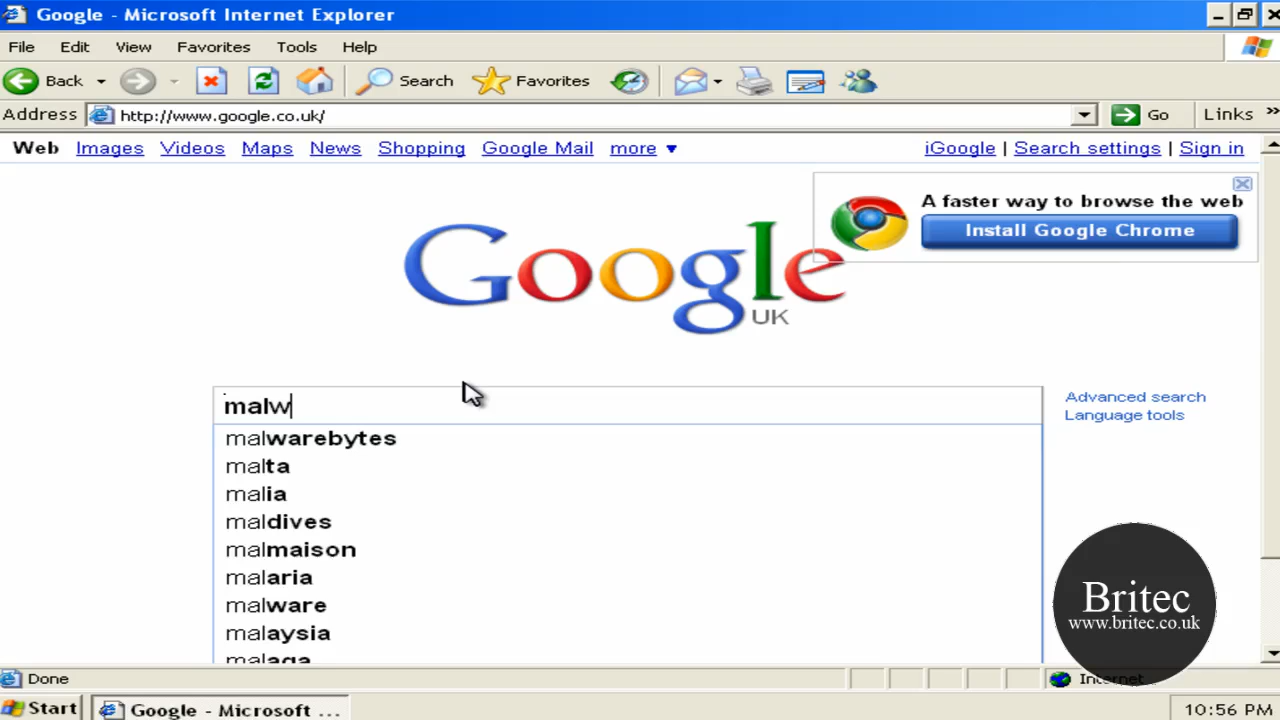 Google - Microsoft Internet Explorer
File Edit View Favorites Tools Help
Back Search Favorites
Address http://www.google.co.uk/ Go Links »
Web Images Videos Maps News Shopping Google Mail more ▼ iGoogle | Search settings | Sign in
A faster way to browse the web
Install Google Chrome
Google
UK
malw
Advanced search
Language tools
malwarebytes
malta
malia
maldives
malmaison
malaria
malware
malaysia
malaga
Britec
www.britec.co.uk
Done Internet
Start Google - Microsoft ... 10:56 PM